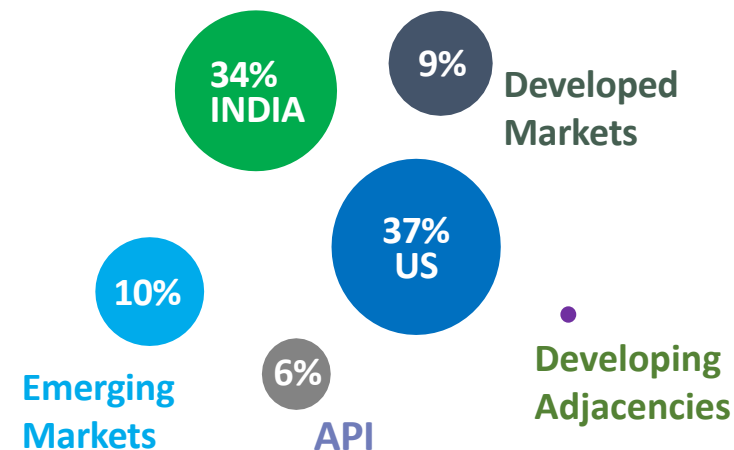 34%
INDIA
9%
Developed
Markets
37%
US
10%
Emerging
Markets
6%
API
Developing
Adjacencies